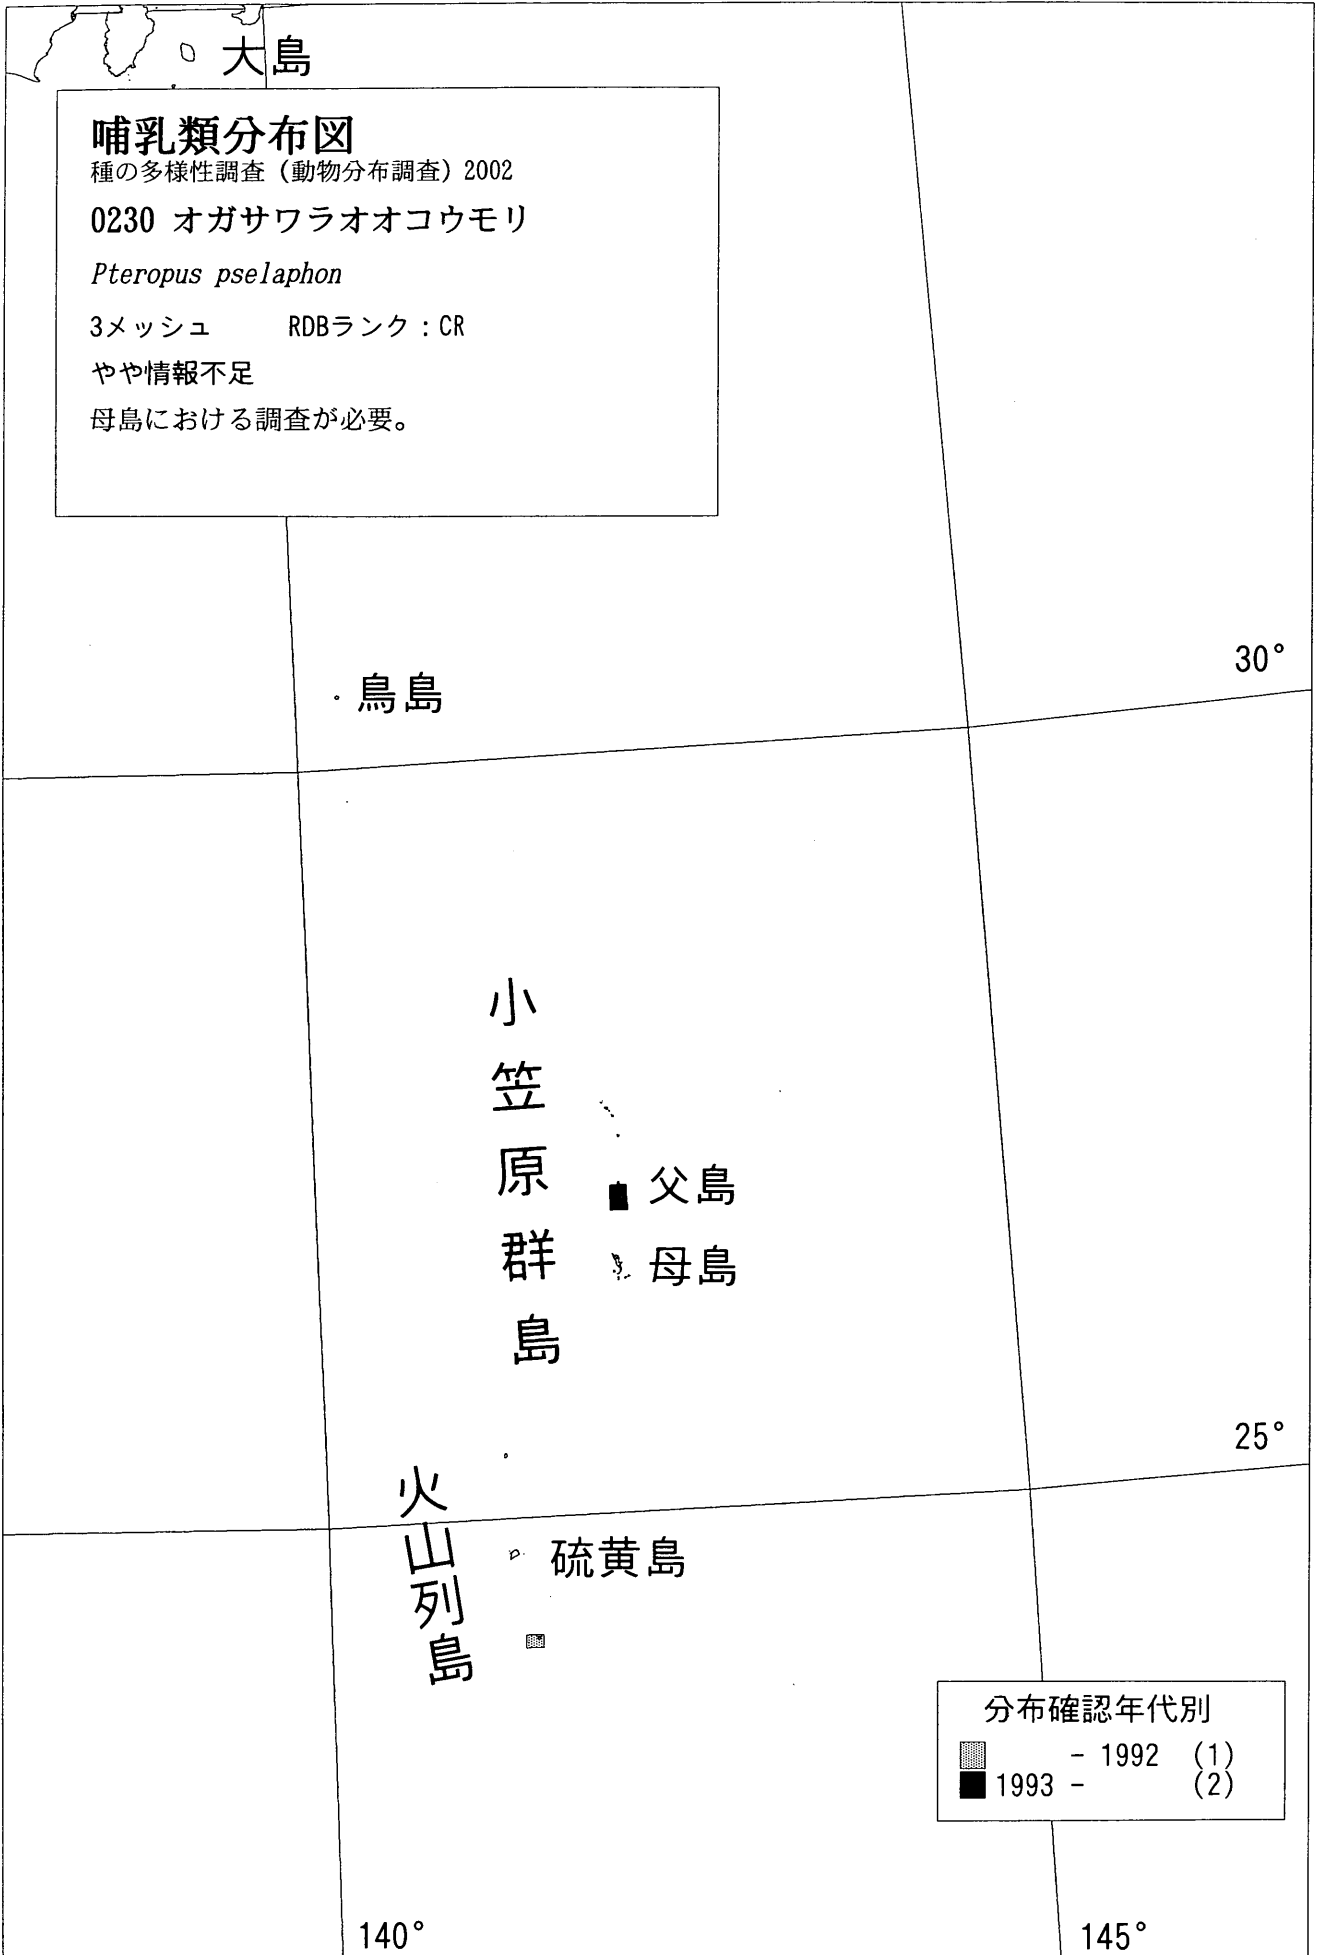 大島
哺乳類分布図
種の多様性調査（動物分布調査）2002
0230 オガサワラオオコウモリ
Pteropus pselaphon
3メッシュ RDBランク：CR
やや情報不足
母島における調査が必要。
30°
鳥島
小笠原群島
父島
母島
25°
火山列島
硫黄島
分布確認年代別
- 1992 (1)
1993 - (2)
140°
145°